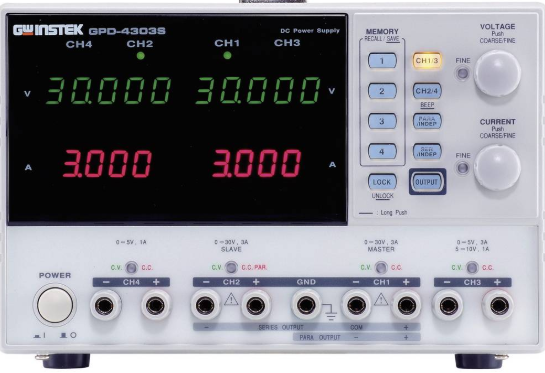 GWINSTEK GPD-4303S DC Power Supply
CH4 CH2 CH1 CH3
V 30.000 30.000 V
A 3.000 3.000 A
MEMORY
RECALL / SAVE
1
2
3
4
LOCK
UNLOCK
CH1/3
CH2/4
BEEP
PARA
/INDEP
SER
/INDEP
OUTPUT
: Long Push
VOLTAGE
Push
COARSE/FINE
FINE
CURRENT
Push
COARSE/FINE
FINE
POWER
0~5V, 1A
C.V. C.C.
- CH4 +
0~30V, 3A
SLAVE
C.V. C.C. PAR.
- CH2 +
GND
0~30V, 3A
MASTER
C.V. C.C.
- CH1 +
0~5V, 3A
5~10V, 1A
C.V. C.C.
- CH3 +
- SERIES OUTPUT COM +
PARA OUTPUT - +